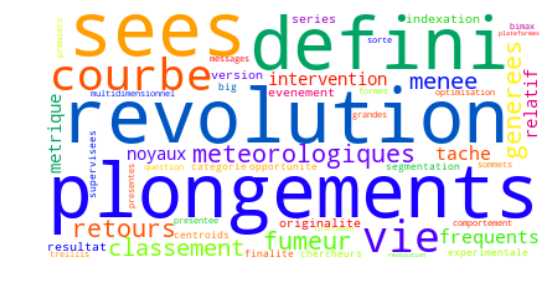 premiers sees series defini indexation bimax plateformes
sorte
messages
courbe version intervention menee generees relatif
big evenement formes optimisation
multidimensionnel
metrique revolution grandes
supervisees noyaux meteorologiques tache
question categorie opportunite segmentation sommets
presentes plongements
retours presentee originalite vie comportement
centroids frequents
resultat classement fumeur
treillis finalite chercheurs resolution experimentale